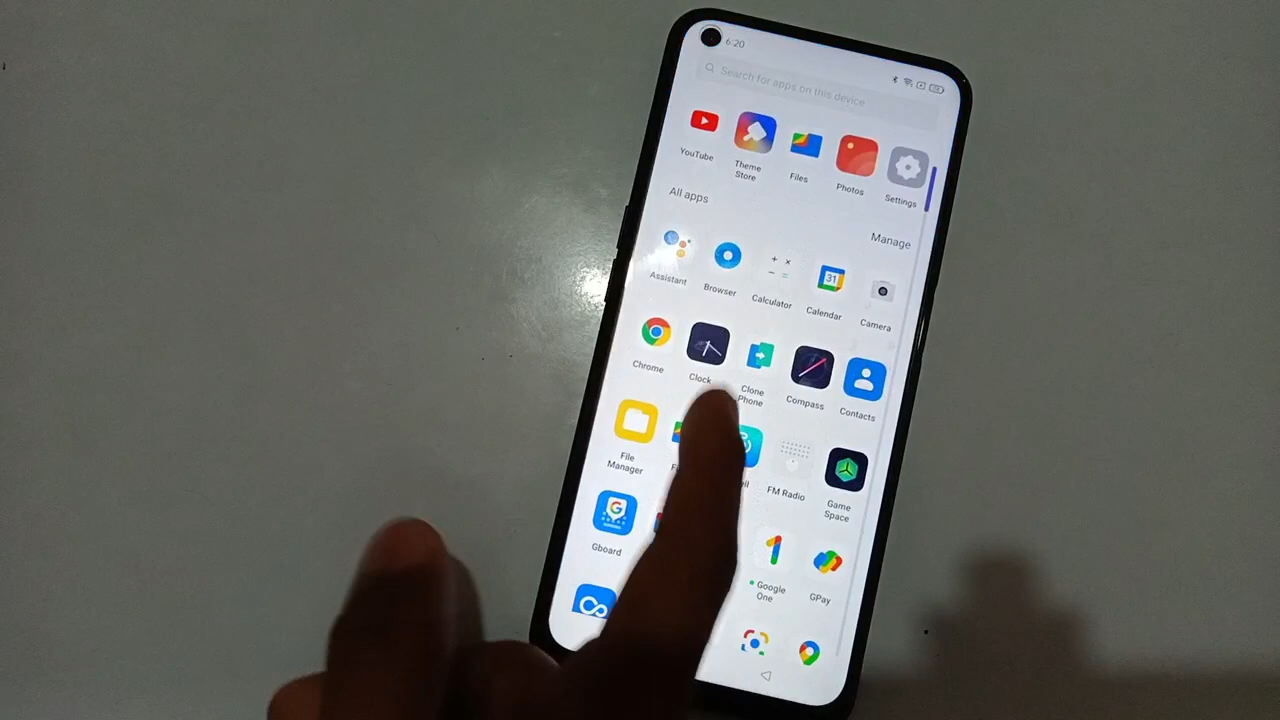 6:20
Search for apps on this device
YouTube
Theme
Store
Files
Photos
Settings
All apps
Manage
Assistant
Browser
Calculator
31
Calendar
Camera
Chrome
Clock
Clone
Phone
Compass
Contacts
File
Manager
FM Radio
Game
Space
G
Gboard
1
Google
One
GPay